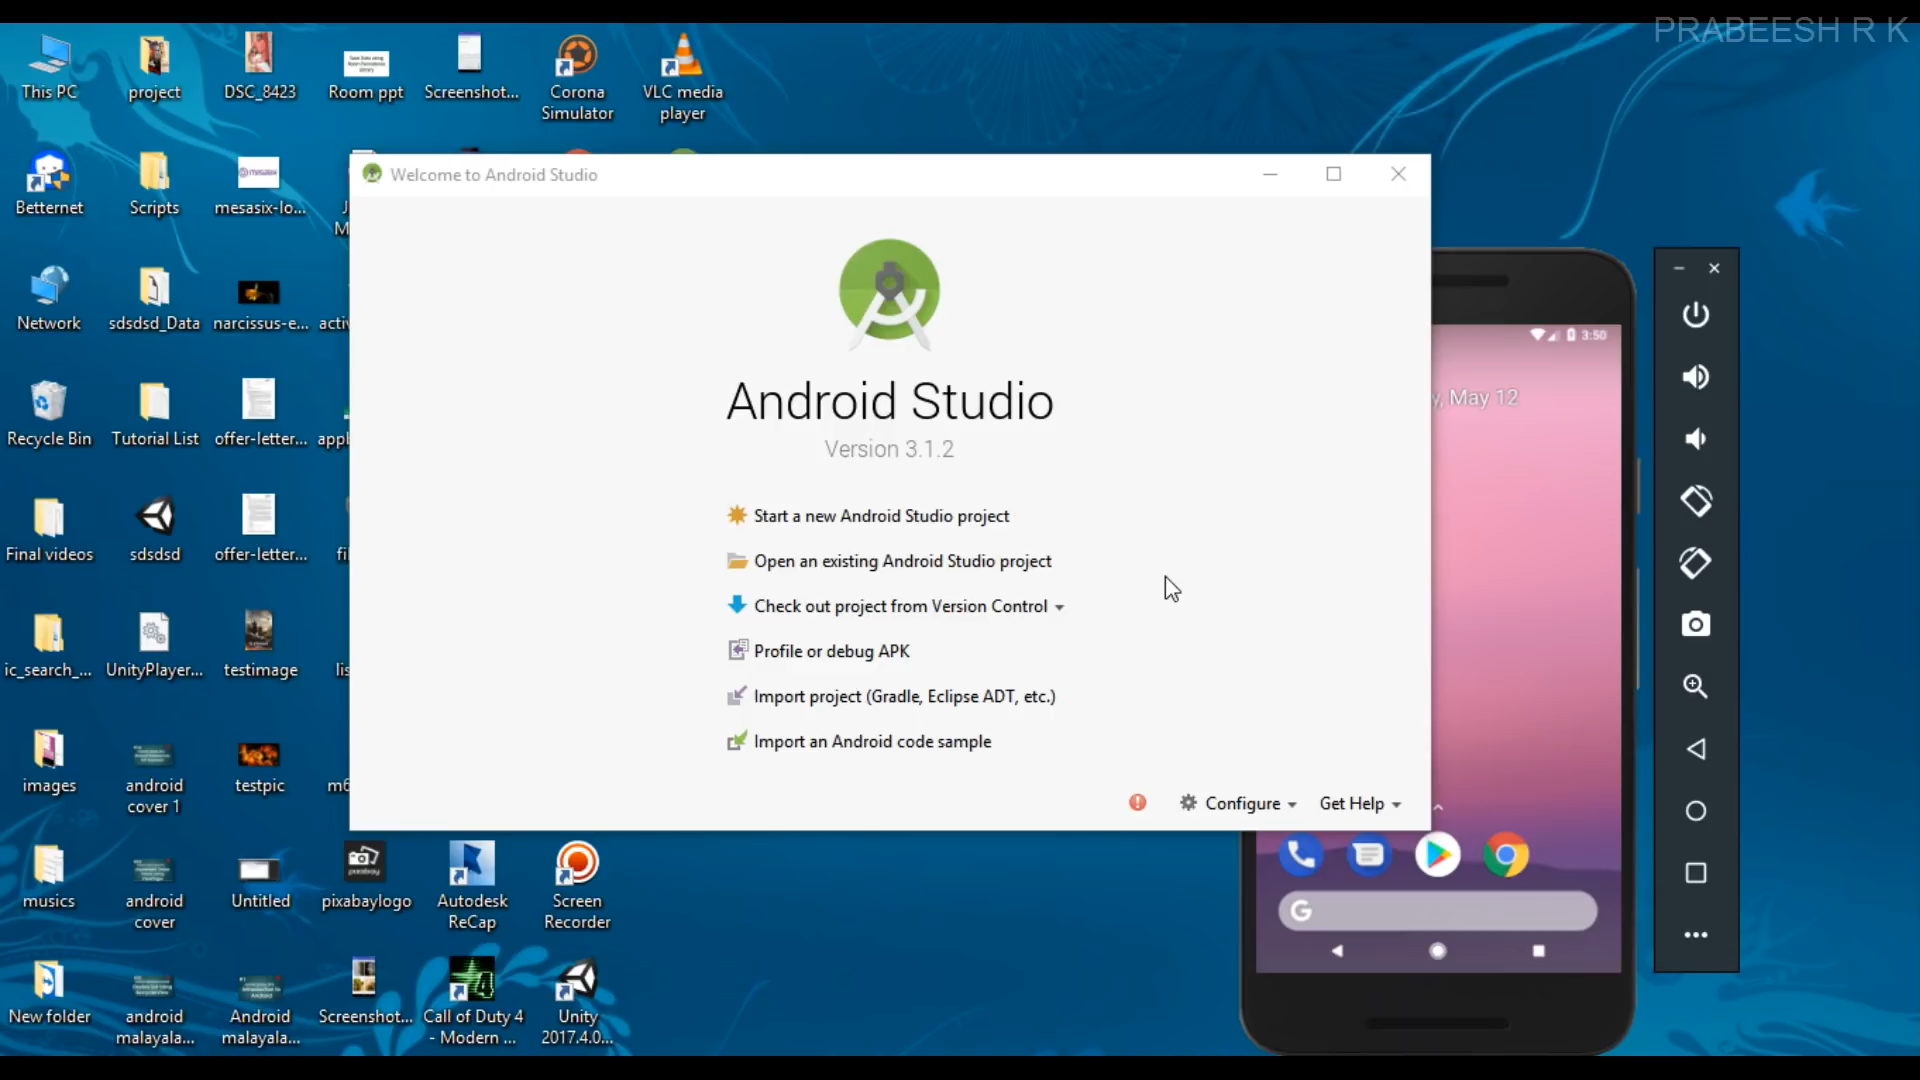 PRABEESH R K
This PC
project
DSC_8423
Room ppt
Screenshot...
Corona
Simulator
VLC media
player
Welcome to Android Studio
Betternet
Scripts
mesasix-lo...
Network
sdsdsd_Data
narcissus-e...
Recycle Bin
Tutorial List
offer-letter...
Final videos
sdsdsd
offer-letter...
ic_search_...
UnityPlayer...
testimage
images
android
cover 1
testpic
Android Studio
Version 3.1.2
Start a new Android Studio project
Open an existing Android Studio project
Check out project from Version Control
Profile or debug APK
Import project (Gradle, Eclipse ADT, etc.)
Import an Android code sample
Configure
Get Help
3:50
y, May 12
musics
android
cover
Untitled
pixabaylogo
Autodesk
ReCap
Screen
Recorder
New folder
android
malayala...
Android
malayala...
Screenshot...
Call of Duty 4
- Modern ...
Unity
2017.4.0...